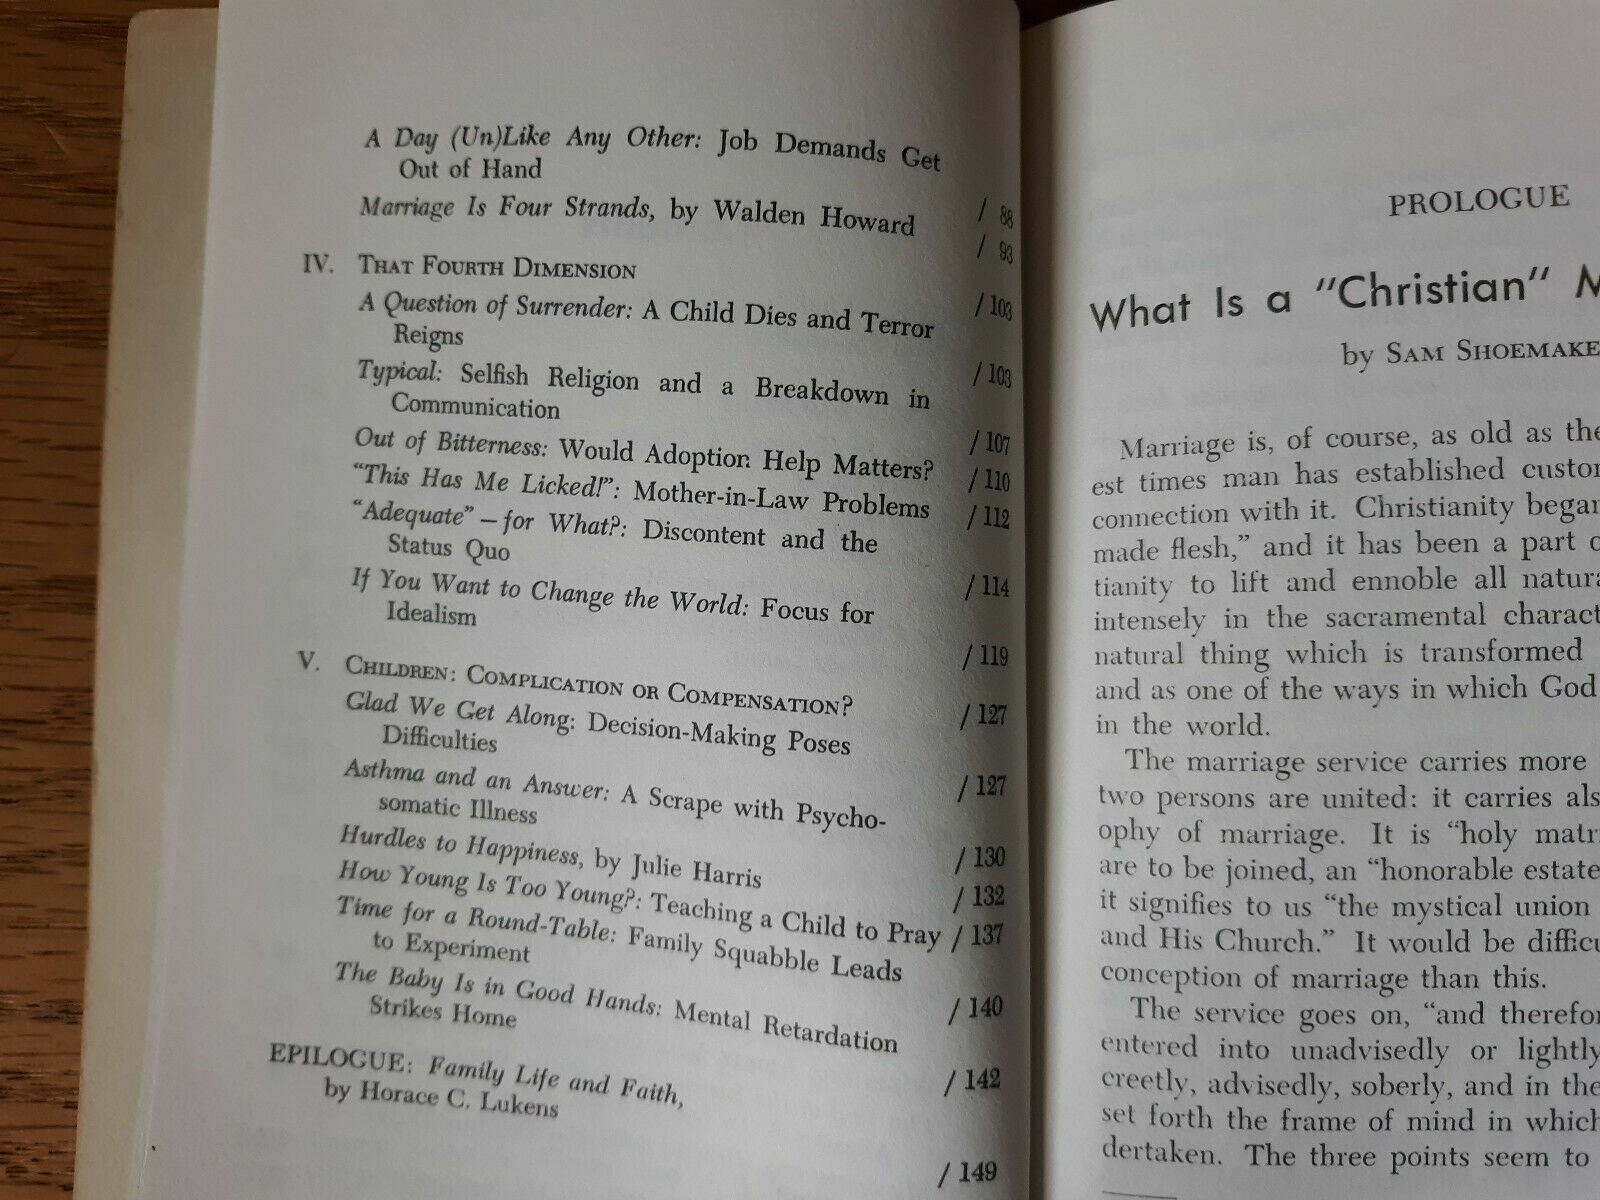 A Day (Un)Like Any Other: Job Demands Get
Out of Hand / 88
Marriage Is Four Strands, by Walden Howard / 93
IV. THAT FOURTH DIMENSION / 103
A Question of Surrender: A Child Dies and Terror
Reigns / 103
Typical: Selfish Religion and a Breakdown in
Communication / 107
Out of Bitterness: Would Adoption Help Matters? / 110
"This Has Me Licked!": Mother-in-Law Problems / 112
"Adequate" – for What?: Discontent and the
Status Quo / 114
If You Want to Change the World: Focus for
Idealism / 119
V. CHILDREN: COMPLICATION OR COMPENSATION? / 127
Glad We Get Along: Decision-Making Poses
Difficulties / 127
Asthma and an Answer: A Scrape with Psycho-
somatic Illness / 130
Hurdles to Happiness, by Julie Harris / 132
How Young Is Too Young?: Teaching a Child to Pray / 137
Time for a Round-Table: Family Squabble Leads
to Experiment / 140
The Baby Is in Good Hands: Mental Retardation
Strikes Home / 142
EPILOGUE: Family Life and Faith,
by Horace C. Lukens / 149
PROLOGUE
What Is a "Christian"
by SAM SHOEMAKE
Marriage is, of course, as old as the
est times man has established custom
connection with it. Christianity began
made flesh," and it has been a part
tianity to lift and ennoble all natura
intensely in the sacramental charact
natural thing which is transformed
and as one of the ways in which God
in the world.
The marriage service carries more
two persons are united: it carries als
ophy of marriage. It is "holy matri
are to be joined, an "honorable estate
it signifies to us "the mystical union
and His Church." It would be difficu
conception of marriage than this.
The service goes on, "and therefor
entered into unadvisedly or lightly
creetly, advisedly, soberly, and in the
set forth the frame of mind in which
dertaken. The three points seem to